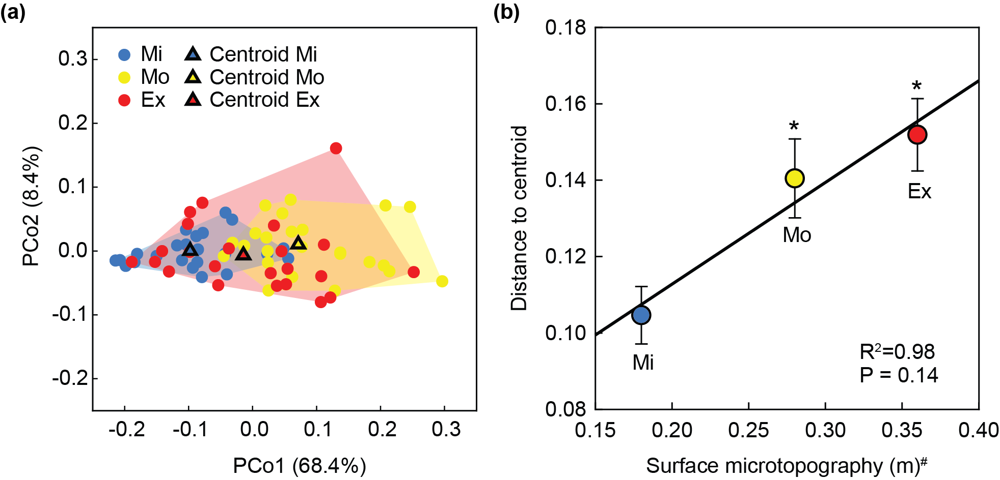 (a)
0.3
0.2
0.1
0.0
-0.1
-0.2
PCo2 (8.4%)
Mi
Mo
Ex
Centroid Mi
Centroid Mo
Centroid Ex
-0.2 -0.1 0.0 0.1 0.2 0.3
PCo1 (68.4%)
(b)
0.18
0.16
0.14
0.12
0.10
0.08
Distance to centroid
*
*
Ex
Mo
Mi
R²=0.98
P = 0.14
0.15 0.20 0.25 0.30 0.35 0.40
Surface microtopography (m)#